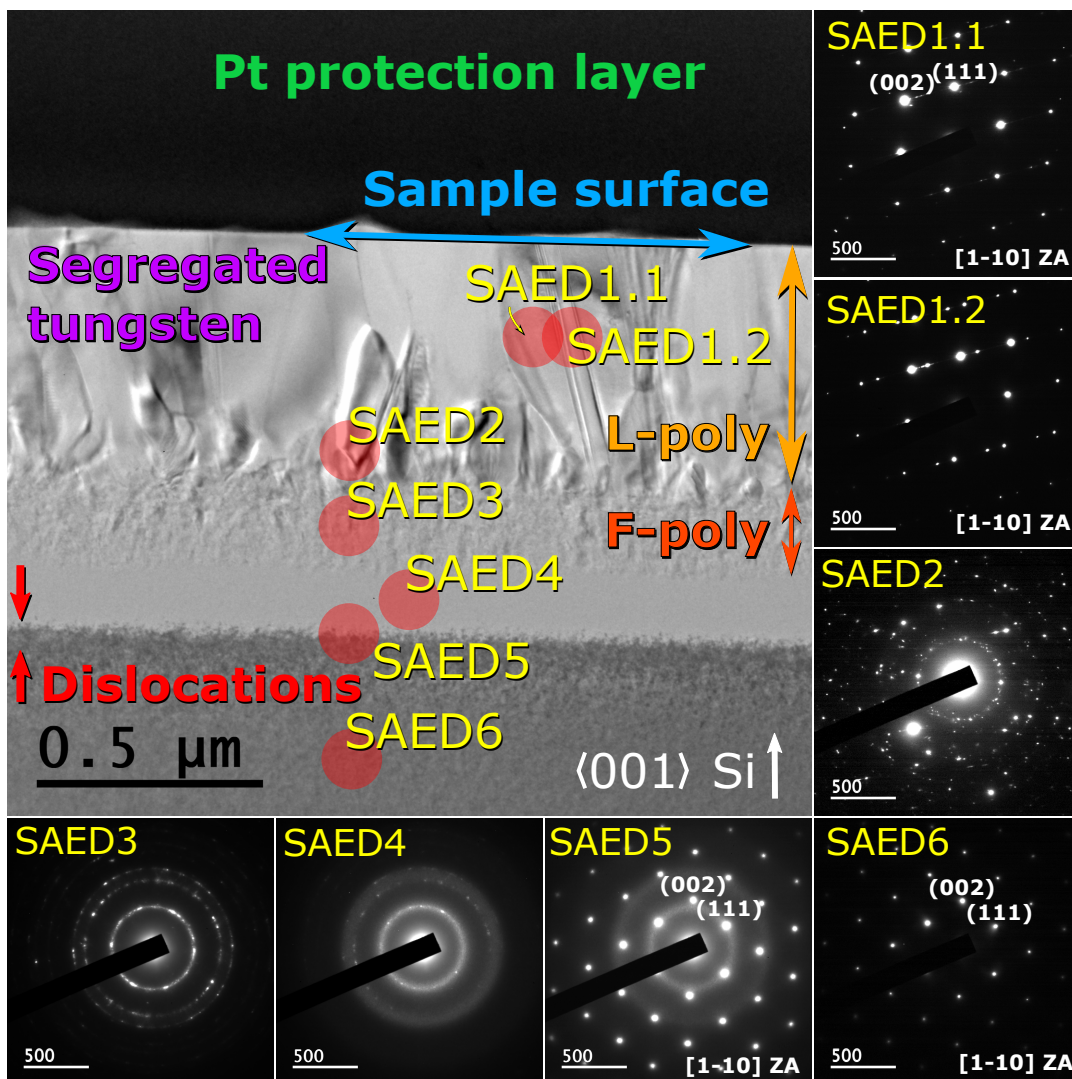 Pt protection layer
Sample surface
Segregated
tungsten
SAED1.1
SAED1.2
SAED2
L-poly
SAED3
F-poly
SAED4
SAED5
Dislocations
SAED6
0.5 µm
⟨001⟩ Si
SAED1.1
(002) (111)
500
[1-10] ZA
SAED1.2
500
[1-10] ZA
SAED2
500
SAED3
500
SAED4
500
SAED5
(002)
(111)
500
[1-10] ZA
SAED6
(002)
(111)
500
[1-10] ZA